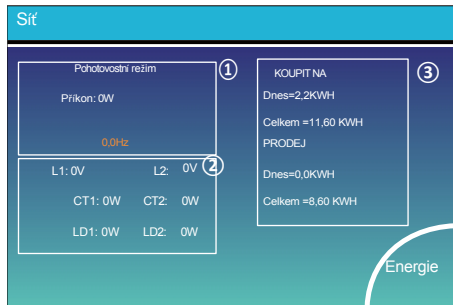 Síť
Pohotovostní režim
①
Příkon: 0W
0,0Hz
②
L1: 0V L2: 0V
CT1: 0W CT2: 0W
LD1: 0W LD2: 0W
③
KOUPIT NA
Dnes=2,2KWH
Celkem =11,60 KWH
PRODEJ
Dnes=0,0KWH
Celkem =8,60 KWH
Energie